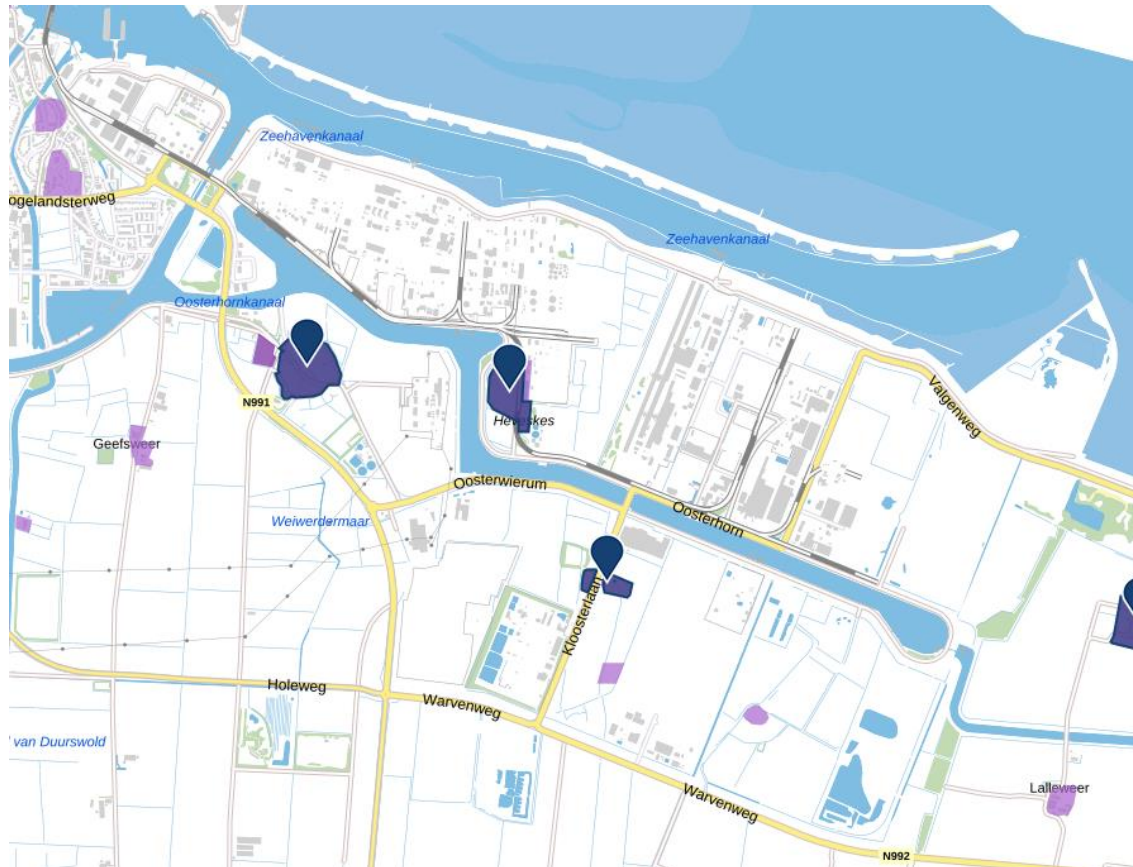 Zeehavenkanaal
ogelandsterweg
Zeehavenkanaal
Oosterhornkanaal
N991
Valgenweg
Heveskes
Geefsweer
Oosterwierum
Weiwerdermaar
Oosterhorn
Kloosterlaan
Holeweg
Warvenweg
van Duurswold
Lalleweer
Warvenweg
N992